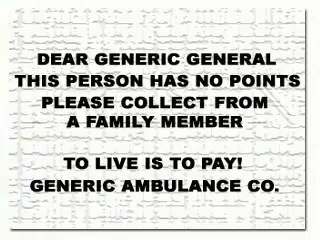 DEAR GENERIC GENERAL
THIS PERSON HAS NO POINTS
PLEASE COLLECT FROM
A FAMILY MEMBER
TO LIVE IS TO PAY!
GENERIC AMBULANCE CO.